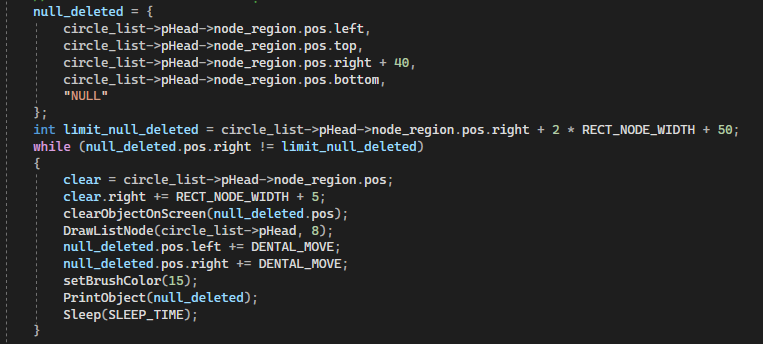 null_deleted = {
    circle_list->pHead->node_region.pos.left,
    circle_list->pHead->node_region.pos.top,
    circle_list->pHead->node_region.pos.right + 40,
    circle_list->pHead->node_region.pos.bottom,
    "NULL"
};
int limit_null_deleted = circle_list->pHead->node_region.pos.right + 2 * RECT_NODE_WIDTH + 50;
while (null_deleted.pos.right != limit_null_deleted)
{
    clear = circle_list->pHead->node_region.pos;
    clear.right += RECT_NODE_WIDTH + 5;
    clearObjectOnScreen(null_deleted.pos);
    DrawListNode(circle_list->pHead, 8);
    null_deleted.pos.left += DENTAL_MOVE;
    null_deleted.pos.right += DENTAL_MOVE;
    setBrushColor(15);
    PrintObject(null_deleted);
    Sleep(SLEEP_TIME);
}